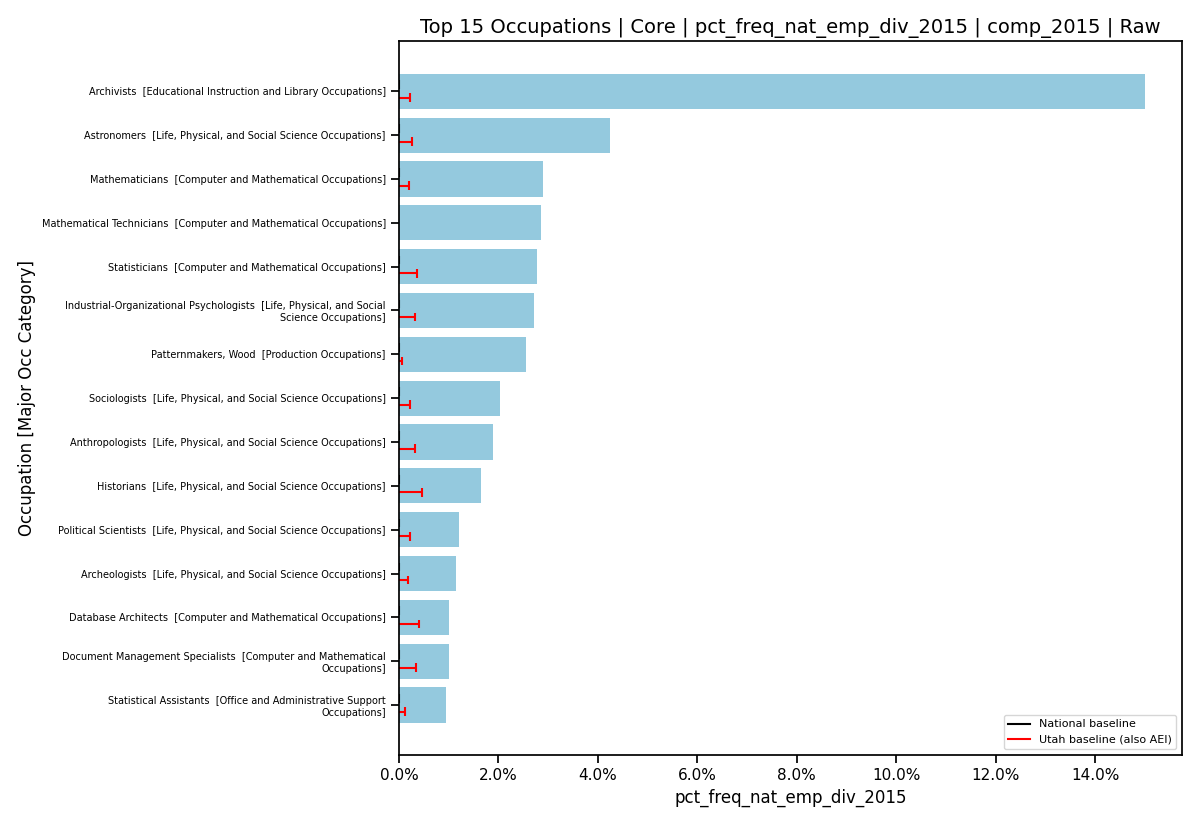 Top 15 Occupations | Core | pct_freq_nat_emp_div_2015 | comp_2015 | Raw
Occupation [Major Occ Category]
Archivists [Educational Instruction and Library Occupations]
Astronomers [Life, Physical, and Social Science Occupations]
Mathematicians [Computer and Mathematical Occupations]
Mathematical Technicians [Computer and Mathematical Occupations]
Statisticians [Computer and Mathematical Occupations]
Industrial-Organizational Psychologists [Life, Physical, and Social
Science Occupations]
Patternmakers, Wood [Production Occupations]
Sociologists [Life, Physical, and Social Science Occupations]
Anthropologists [Life, Physical, and Social Science Occupations]
Historians [Life, Physical, and Social Science Occupations]
Political Scientists [Life, Physical, and Social Science Occupations]
Archeologists [Life, Physical, and Social Science Occupations]
Database Architects [Computer and Mathematical Occupations]
Document Management Specialists [Computer and Mathematical
Occupations]
Statistical Assistants [Office and Administrative Support
Occupations]
National baseline
Utah baseline (also AEI)
0.0% 2.0% 4.0% 6.0% 8.0% 10.0% 12.0% 14.0%
pct_freq_nat_emp_div_2015